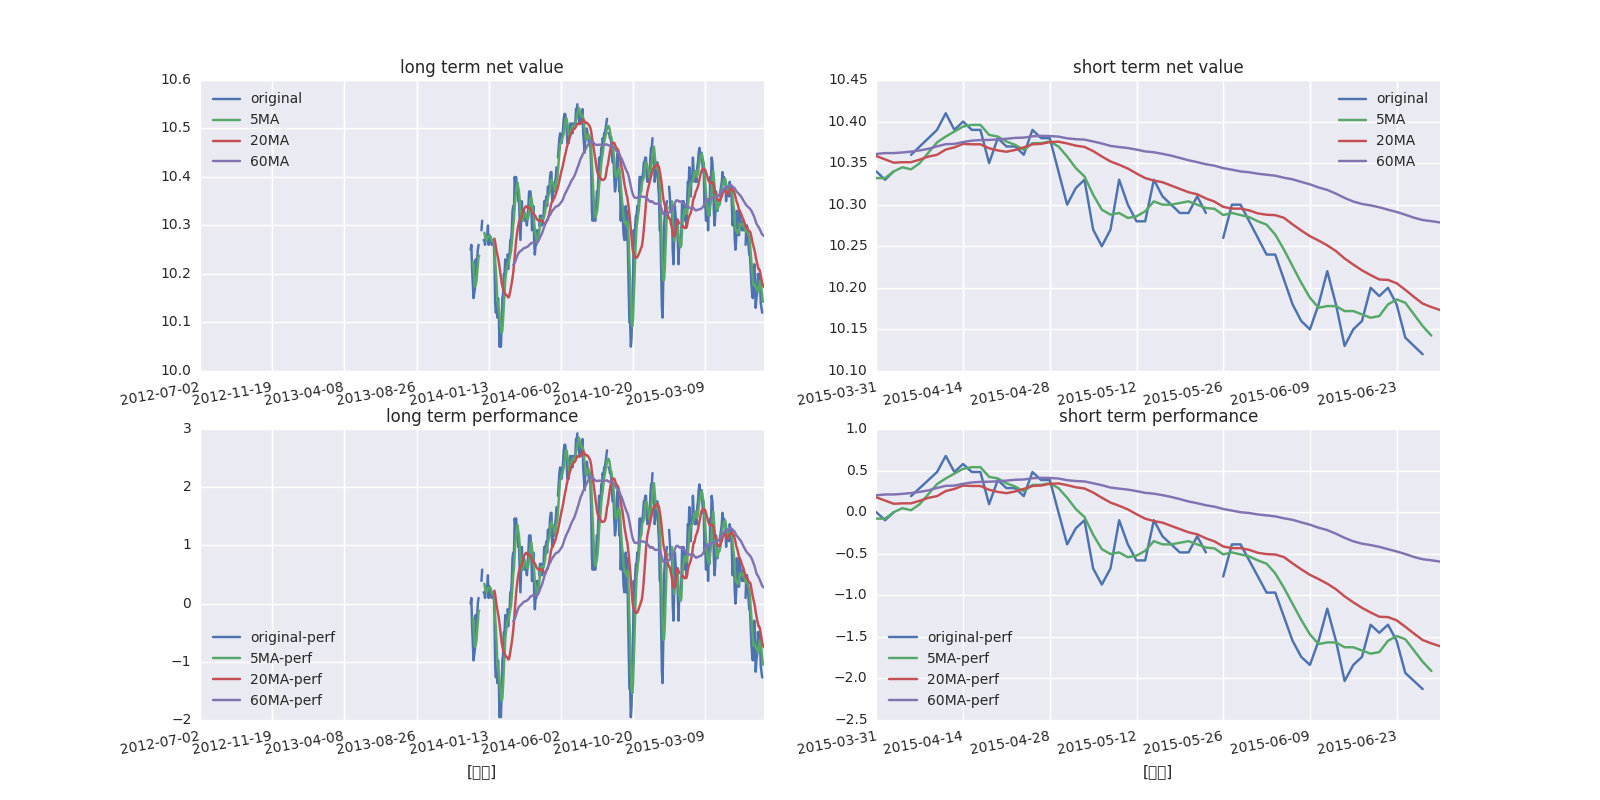 long term net value
10.6
10.5
10.4
10.3
10.2
10.1
10.0
original
5MA
20MA
60MA
2012-07-02 2012-11-19 2013-04-08 2013-08-26 2014-01-13 2014-06-02 2014-10-20 2015-03-09
short term net value
10.45
10.40
10.35
10.30
10.25
10.20
10.15
10.10
original
5MA
20MA
60MA
2015-03-31 2015-04-14 2015-04-28 2015-05-12 2015-05-26 2015-06-09 2015-06-23
long term performance
3
2
1
0
−1
−2
original-perf
5MA-perf
20MA-perf
60MA-perf
2012-07-02 2012-11-19 2013-04-08 2013-08-26 2014-01-13 2014-06-02 2014-10-20 2015-03-09
[▯▯]
short term performance
1.0
0.5
0.0
−0.5
−1.0
−1.5
−2.0
−2.5
original-perf
5MA-perf
20MA-perf
60MA-perf
2015-03-31 2015-04-14 2015-04-28 2015-05-12 2015-05-26 2015-06-09 2015-06-23
[▯▯]